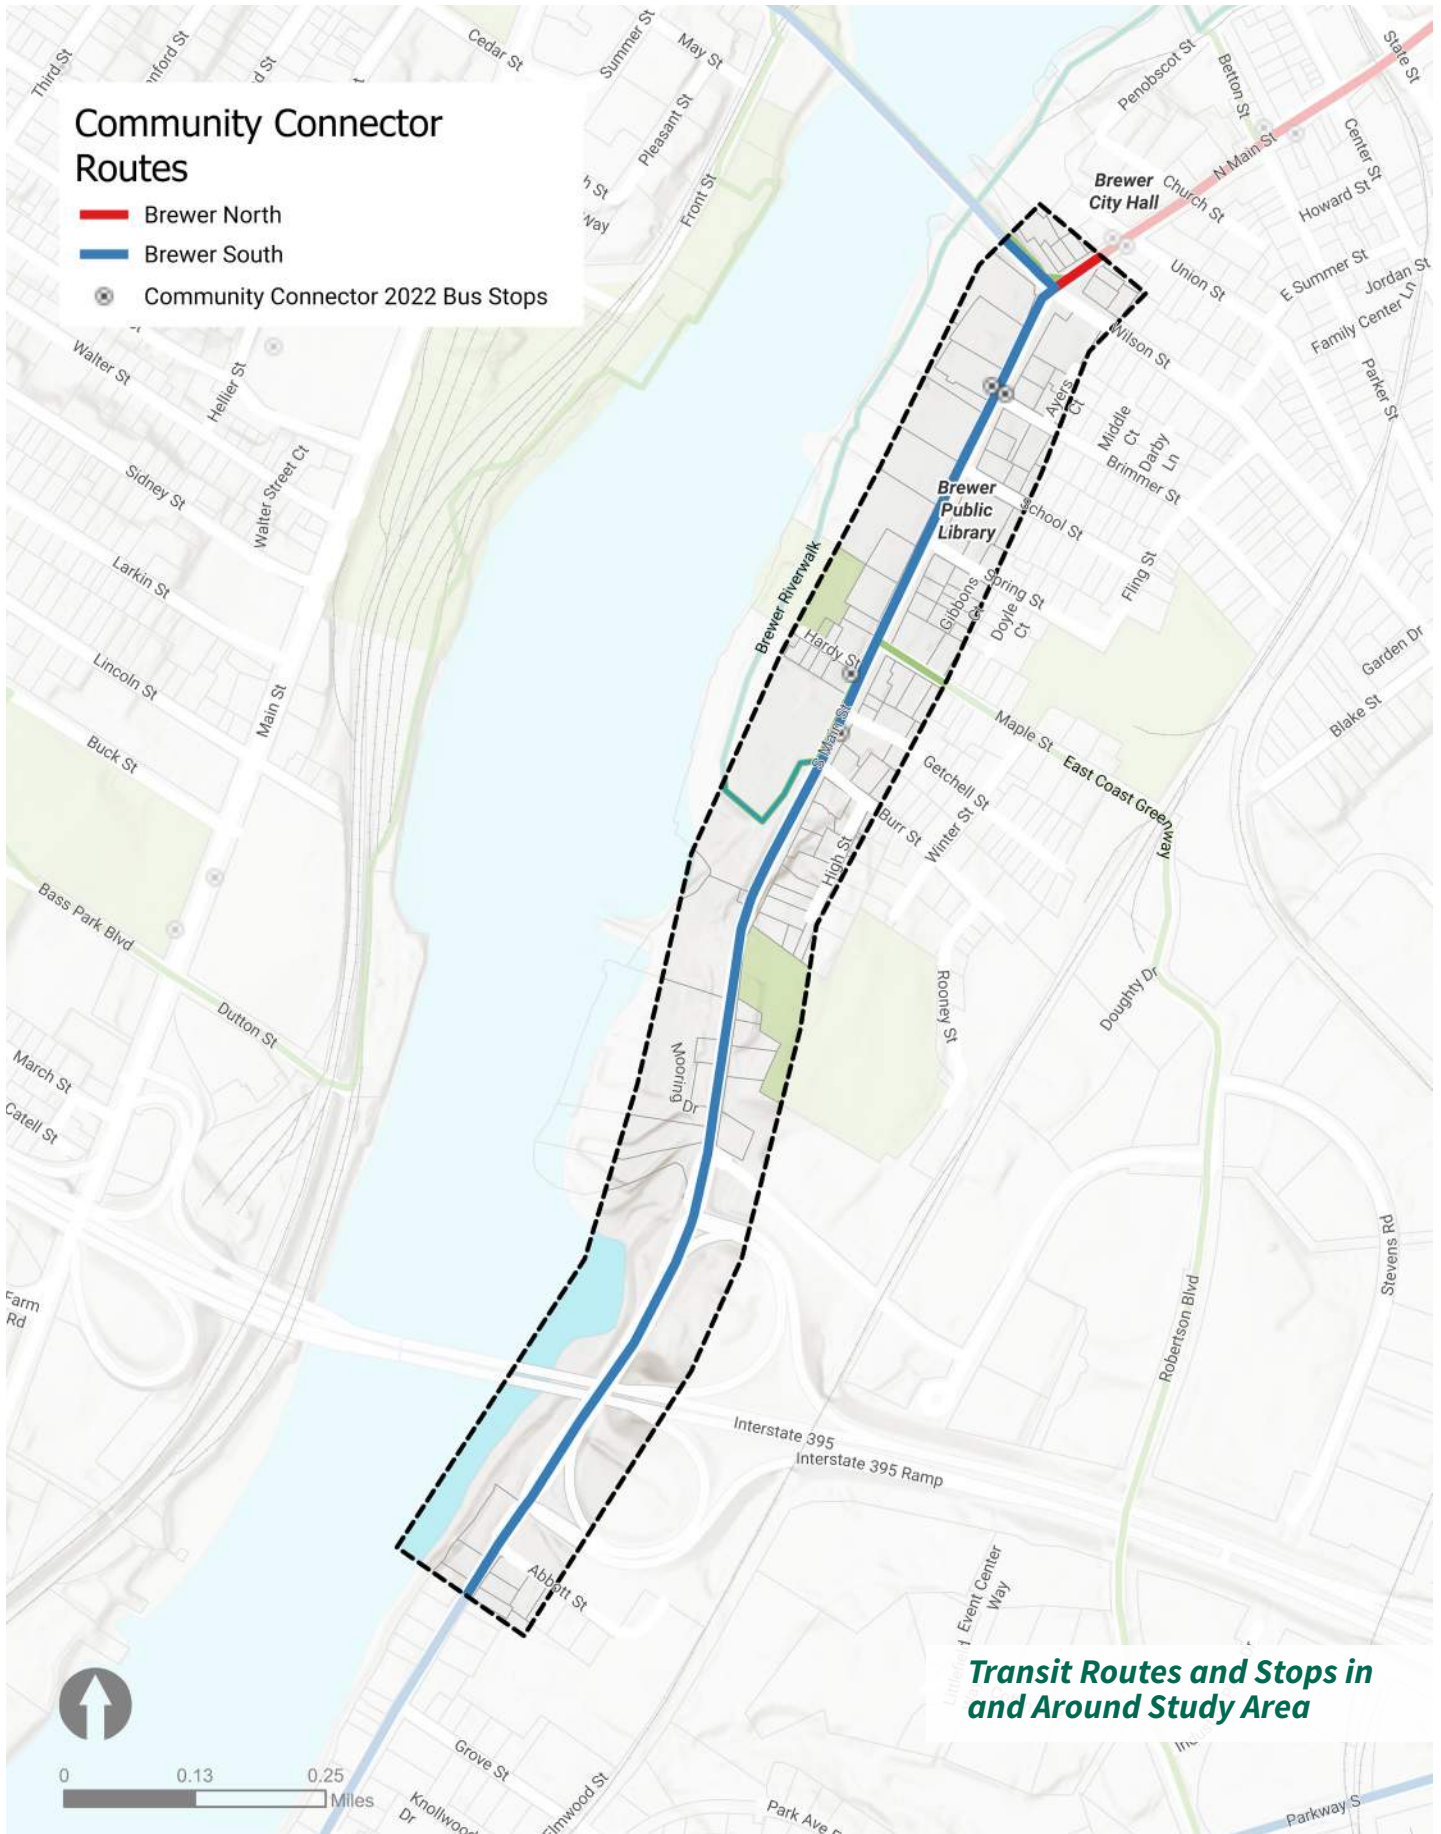 Community Connector
Routes
Brewer North
Brewer South
Community Connector 2022 Bus Stops
Third St
Cedar St
Summer St
May St
Pleasant St
Front St
Way
Penobscot St
Betton St
State St
Center St
N Main St
Church St
Howard St
Brewer
City Hall
Union St
E Summer St
Jordan St
Family Center Ln
Parker St
Wilson St
Walter St
Hellier St
Ayers
Ct
Middle
Ct
Darby
Ln
Brimmer St
Sidney St
Walter Street Ct
Brewer
Public
Library
School St
Fling St
Larkin St
Brewer Riverwalk
Spring St
Gibbons
Ct
Doyle
Ct
Hardy St
Garden Dr
Blake St
Lincoln St
Main St
Buck St
S Main St
Maple St
East Coast Greenway
Getchell St
Winter St
Burr St
High St
Bass Park Blvd
Rooney St
Doughty Dr
Dutton St
March St
Catell St
Mooring
Dr
Stevens Rd
Robertson Blvd
Farm
Rd
Interstate 395
Interstate 395 Ramp
Abbott St
Event Center
Way
Transit Routes and Stops in
and Around Study Area
0
0.13
0.25
Miles
Grove St
Elmwood St
Dr
Park Ave
Parkway S